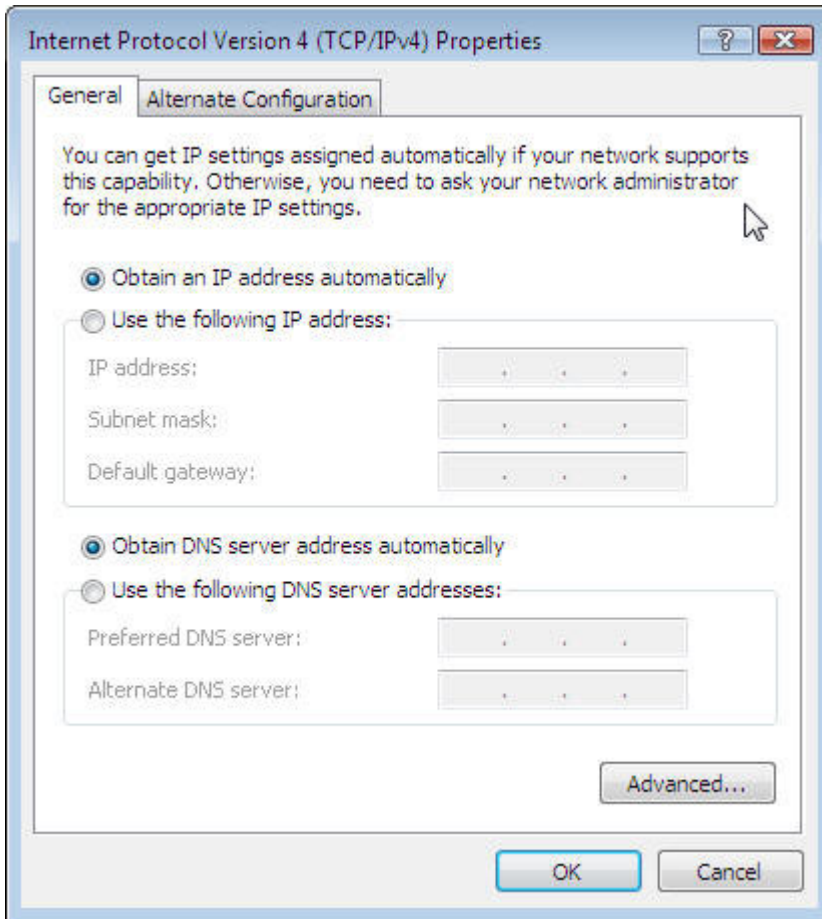 Internet Protocol Version 4 (TCP/IPv4) Properties
General
Alternate Configuration
You can get IP settings assigned automatically if your network supports
this capability. Otherwise, you need to ask your network administrator
for the appropriate IP settings.
Obtain an IP address automatically
Use the following IP address:
IP address:
Subnet mask:
Default gateway:
Obtain DNS server address automatically
Use the following DNS server addresses:
Preferred DNS server:
Alternate DNS server:
Advanced...
OK
Cancel